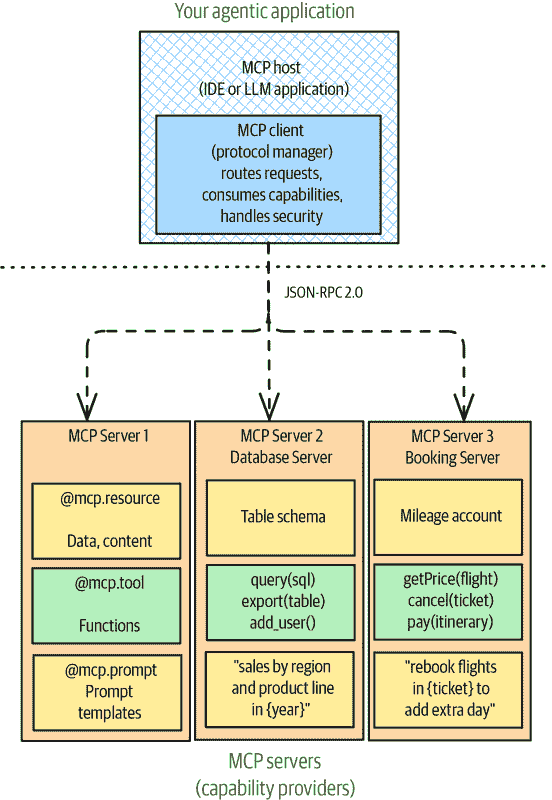 Your agentic application
MCP host
(IDE or LLM application)
MCP client
(protocol manager)
routes requests,
consumes capabilities,
handles security
JSON-RPC 2.0
MCP Server 1
@mcp.resource
Data, content
@mcp.tool
Functions
@mcp.prompt
Prompt
templates
MCP Server 2
Database Server
Table schema
query(sql)
export(table)
add_user()
"sales by region
and product line
in {year}"
MCP Server 3
Booking Server
Mileage account
getPrice(flight)
cancel(ticket)
pay(itinerary)
"rebook flights
in {ticket} to
add extra day"
MCP servers
(capability providers)